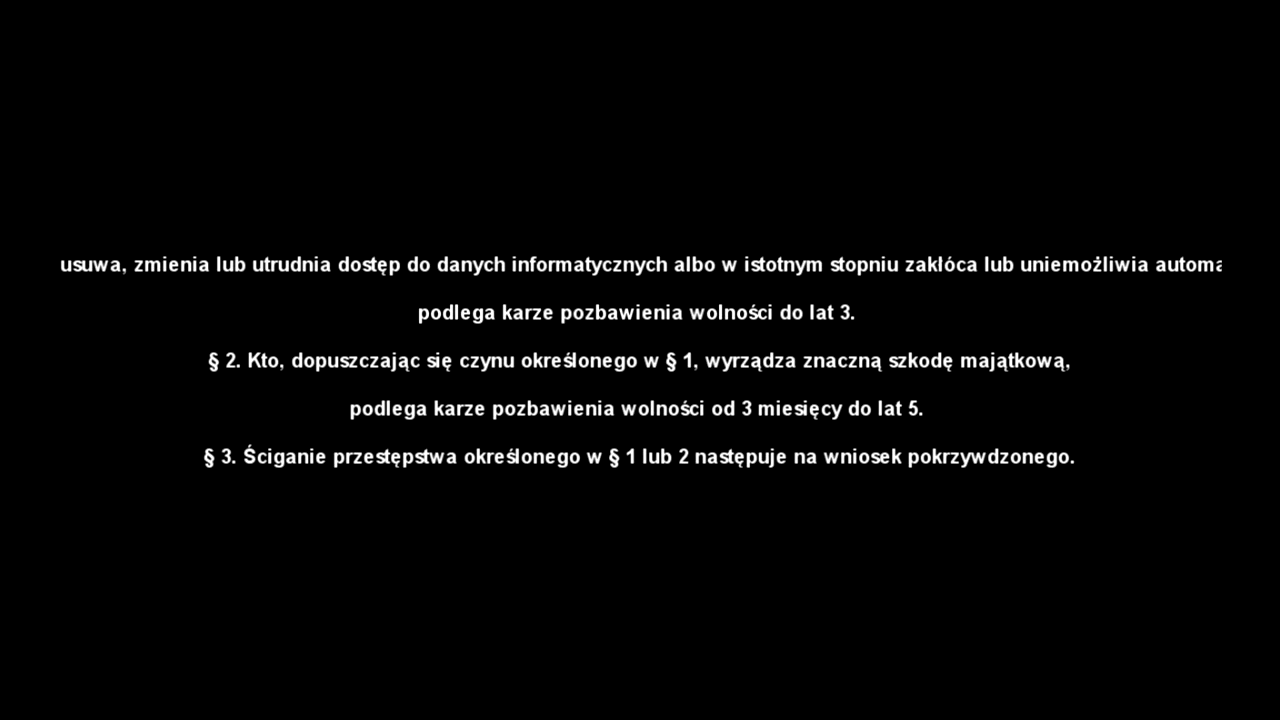 usuwa, zmienia lub utrudnia dostęp do danych informatycznych albo w istotnym stopniu zakłóca lub uniemożliwia automa
podlega karze pozbawienia wolności do lat 3.
§ 2. Kto, dopuszczając się czynu określonego w § 1, wyrządza znaczną szkodę majątkową,
podlega karze pozbawienia wolności od 3 miesięcy do lat 5.
§ 3. Ściganie przestępstwa określonego w § 1 lub 2 następuje na wniosek pokrzywdzonego.